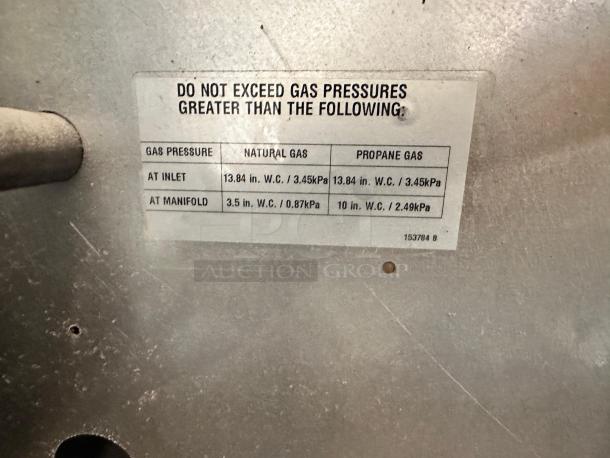 DO NOT EXCEED GAS PRESSURES
GREATER THAN THE FOLLOWING:
GAS PRESSURE NATURAL GAS PROPANE GAS
AT INLET 13.84 in. W.C. / 3.45kPa 13.84 in. W.C. / 3.45kPa
AT MANIFOLD 3.5 in. W.C. / 0.87kPa 10 in. W.C. / 2.49kPa
153784 B
AUCTION GROUP